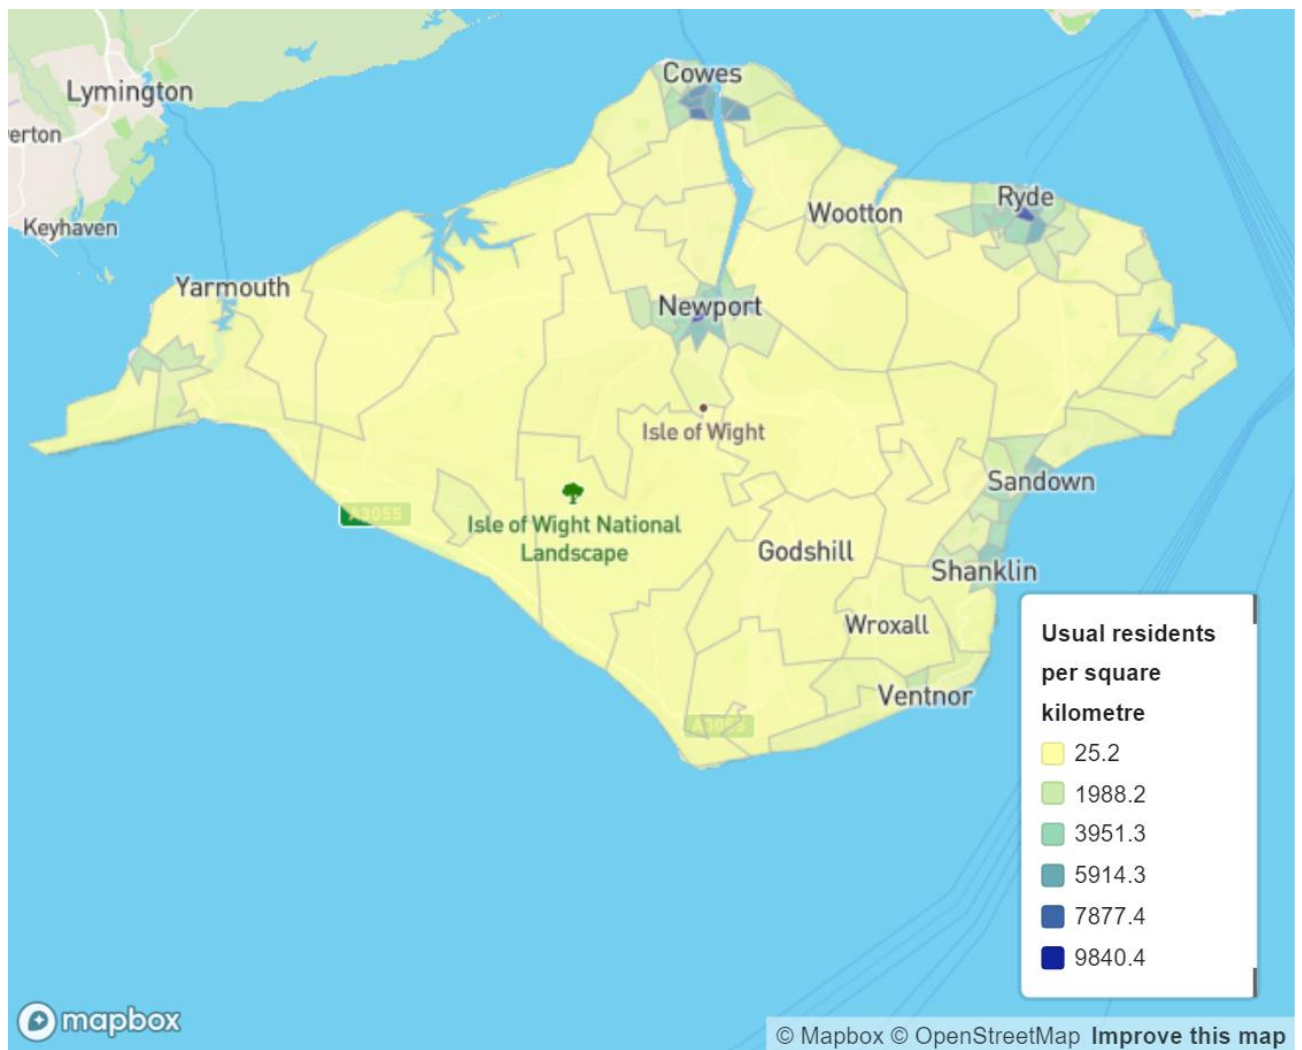 Cowes
Lymington
erton
Ryde
Wootton
Keyhaven
Yarmouth
Newport
Isle of Wight
Sandown
A3055
Isle of Wight National
Landscape
Godshill
Shanklin
Wroxall
Ventnor
Usual residents
per square
kilometre
25.2
1988.2
3951.3
5914.3
7877.4
9840.4
mapbox
© Mapbox © OpenStreetMap Improve this map